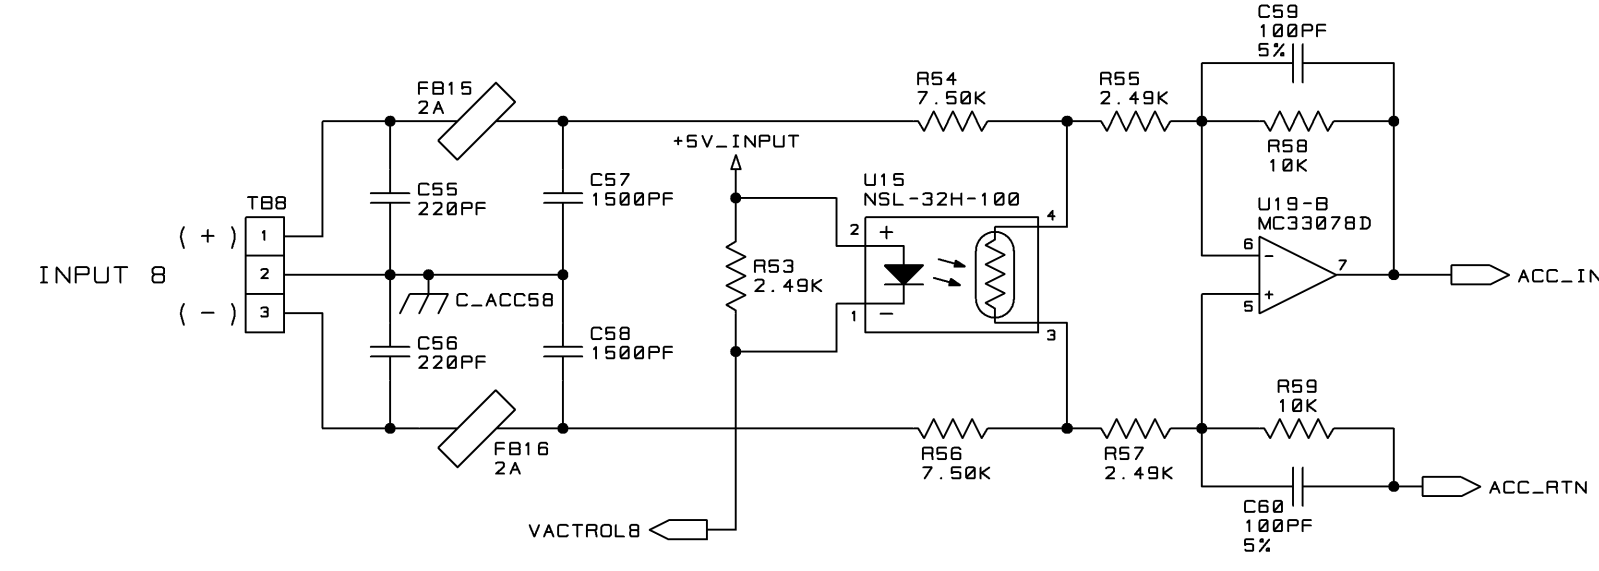 C59
100PF
5%
FB15
2A
R54
7.50K
R55
2.49K
+5V_INPUT
R58
10K
C55
220PF
C57
1500PF
U15
NSL-32H-100
TB8
U19-B
MC33078D
( + )
1
2
+
4
6
-
7
INPUT 8
2
R53
2.49K
ACC_IN
C_ACC58
( - )
3
1
-
3
+
5
C56
220PF
C58
1500PF
R59
10K
FB16
2A
R56
7.50K
R57
2.49K
ACC_RTN
VACTROL8
C60
100PF
5%